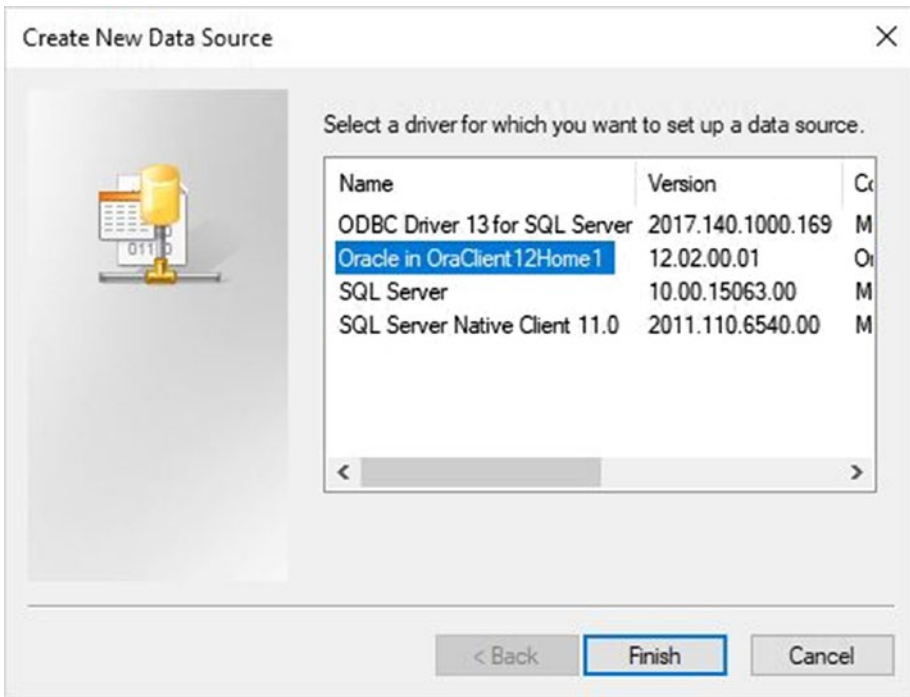 Create New Data Source
Select a driver for which you want to set up a data source.
Name Version
ODBC Driver 13 for SQL Server 2017.140.1000.169 M
Oracle in OraClient12Home1 12.02.00.01
SQL Server 10.00.15063.00 M
SQL Server Native Client 11.0 2011.110.6540.00 M
< Back Finish Cancel